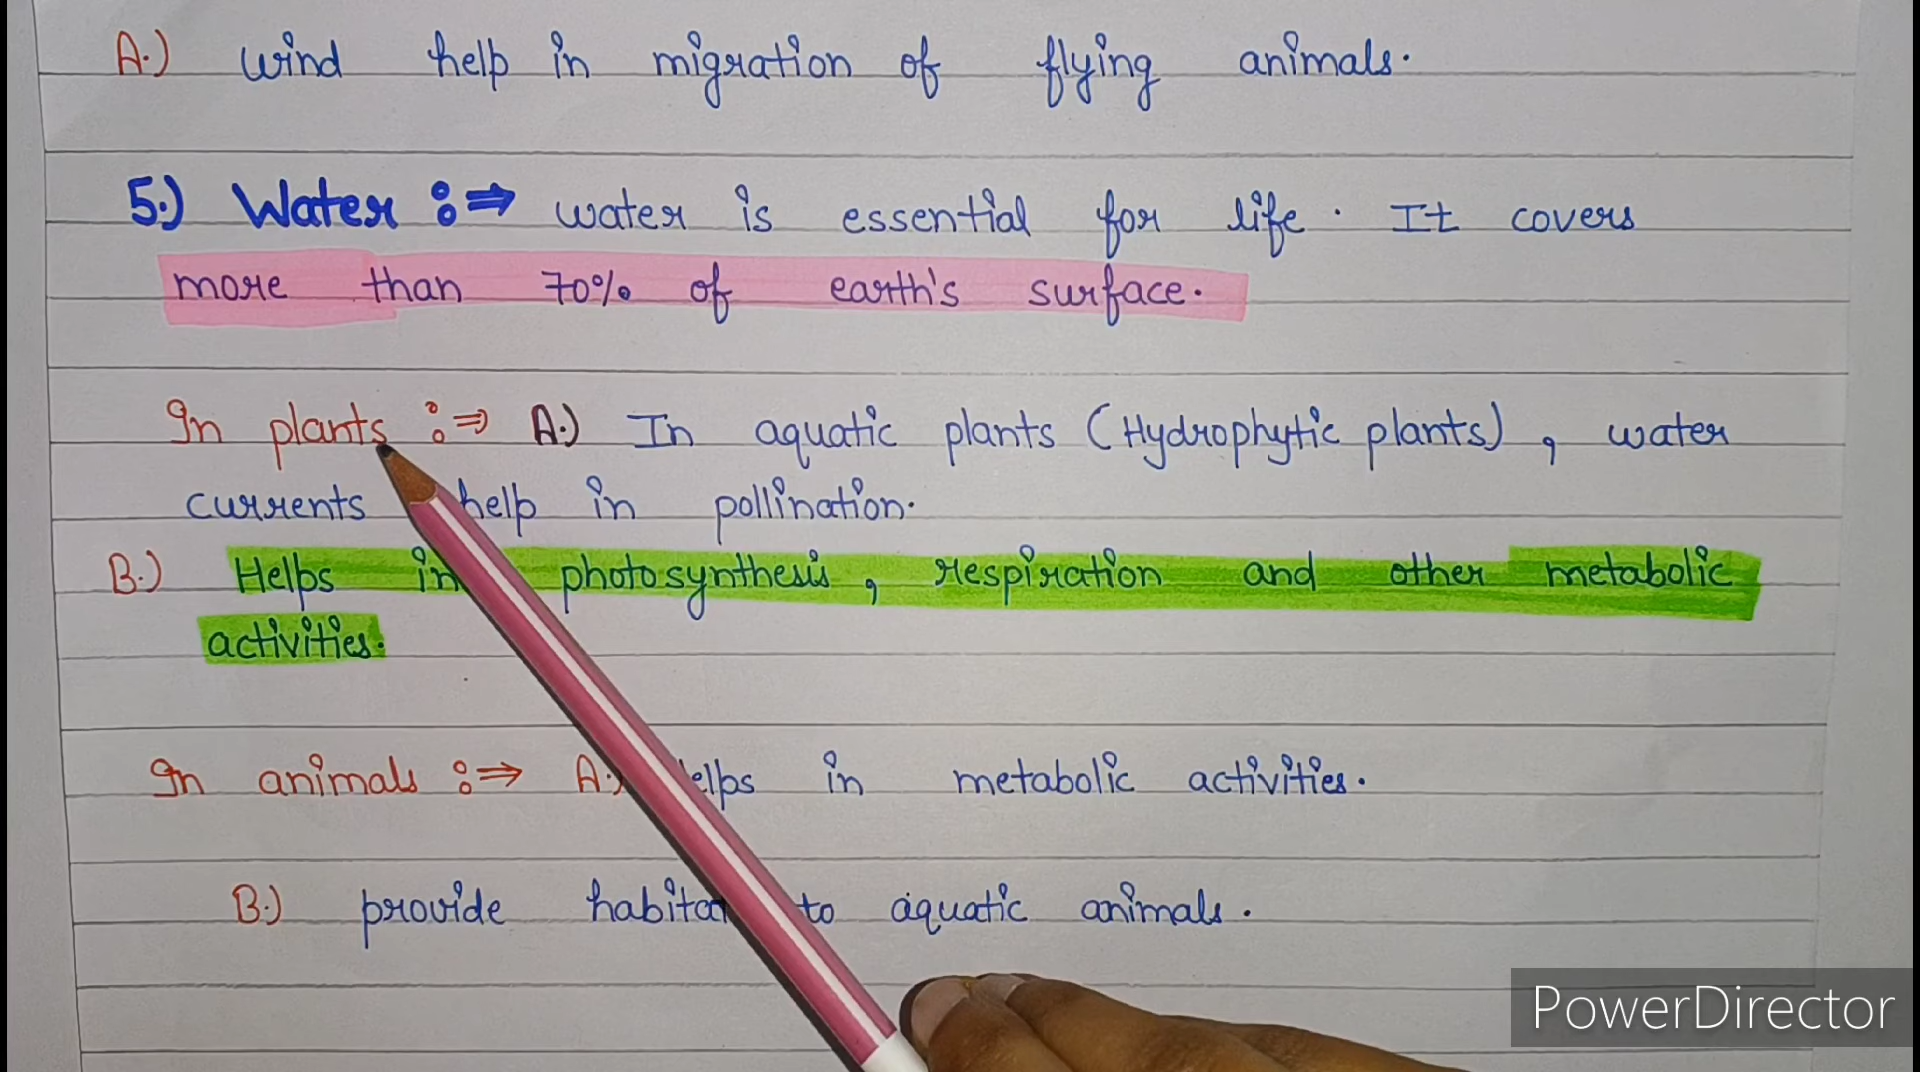 A.) wind help in migration of flying animals.
5.) Water :⇒ water is essential for life. It covers
more than 70% of earth's surface.
In plants :⇒ A.) In aquatic plants (Hydrophytic plants), water
currents help in pollination.
B.) Helps in photosynthesis, respiration and other metabolic
activities.
In animals :⇒ A.) Helps in metabolic activities.
B.) provide habitat to aquatic animals.
PowerDirector